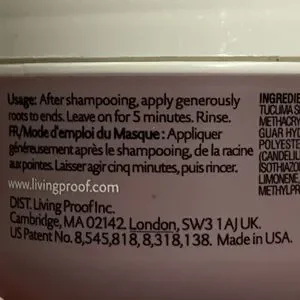 Usage: After shampooing, apply generously
roots to ends. Leave on for 5 minutes. Rinse.
FR/Mode d'emploi du Masque: Appliquer
généreusement après le shampooing, de la racine
aux pointes. Laisser agir cinq minutes, puis rincer.
www.livingproof.com
DIST. Living Proof Inc.
Cambridge, MA 02142. London, SW3 1AJ UK.
US Patent No. 8,545,818, 8,318,138. Made in USA.
INGREDIE
TUCUMA S
METHACRY
GUAR HY
POLYESTE
(CANDELIL
ISOTHIAZO
LIMONENE,
METHYLPR